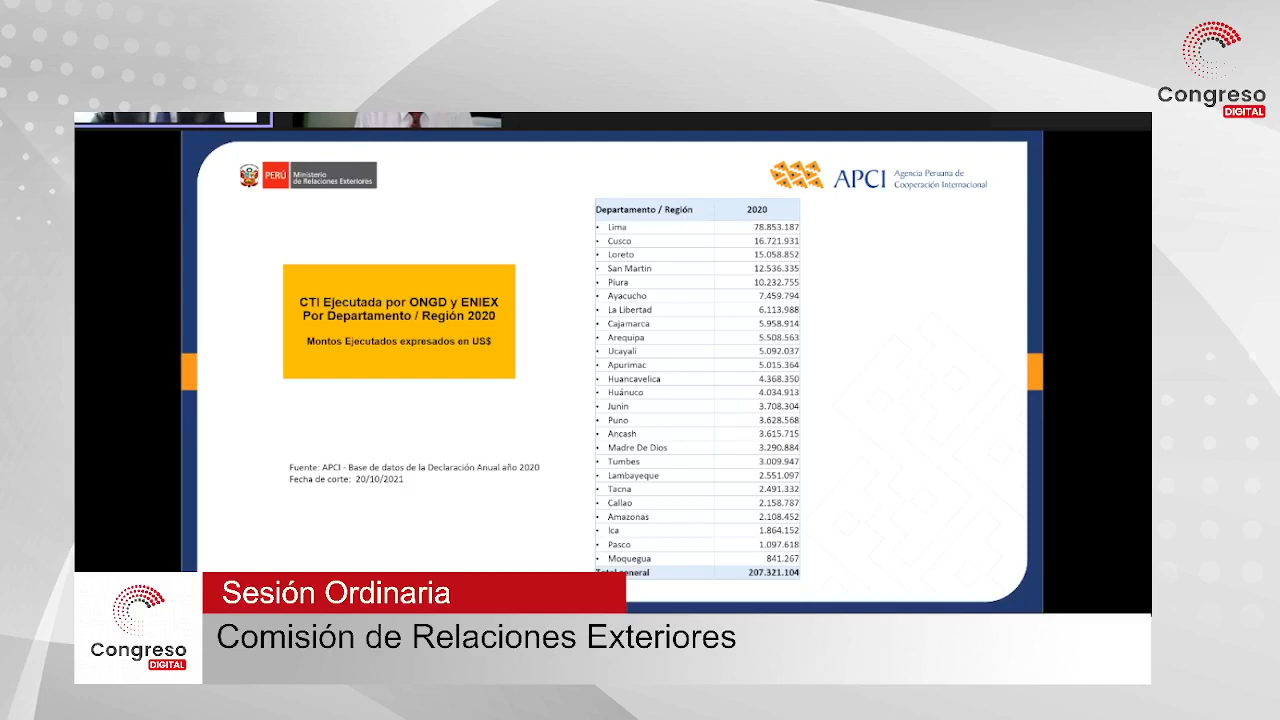 Congreso
DIGITAL
PERÚ
Ministerio
de Relaciones Exteriores
APCI
Agencia Peruana de
Cooperación Internacional
CTI Ejecutada por ONGD y ENIEX
Por Departamento / Región 2020
Montos Ejecutados expresados en US$
Fuente: APCI - Base de datos de la Declaración Anual año 2020
Fecha de corte: 20/10/2021
Departamento / Región 2020
• Lima 78.853.187
• Cusco 16.721.931
• Loreto 15.058.852
• San Martin 12.536.335
• Piura 10.232.755
• Ayacucho 7.459.794
• La Libertad 6.113.988
• Cajamarca 5.958.914
• Arequipa 5.508.563
• Ucayali 5.092.037
• Apurimac 5.015.364
• Huancavelica 4.368.350
• Huánuco 4.034.913
• Junin 3.708.304
• Puno 3.628.568
• Ancash 3.615.715
• Madre De Dios 3.290.884
• Tumbes 3.009.947
• Lambayeque 2.551.097
• Tacna 2.491.332
• Callao 2.158.787
• Amazonas 2.108.452
• Ica 1.864.152
• Pasco 1.097.618
• Moquegua 841.267
Total general 207.321.104
Congreso
DIGITAL
Sesión Ordinaria
Comisión de Relaciones Exteriores